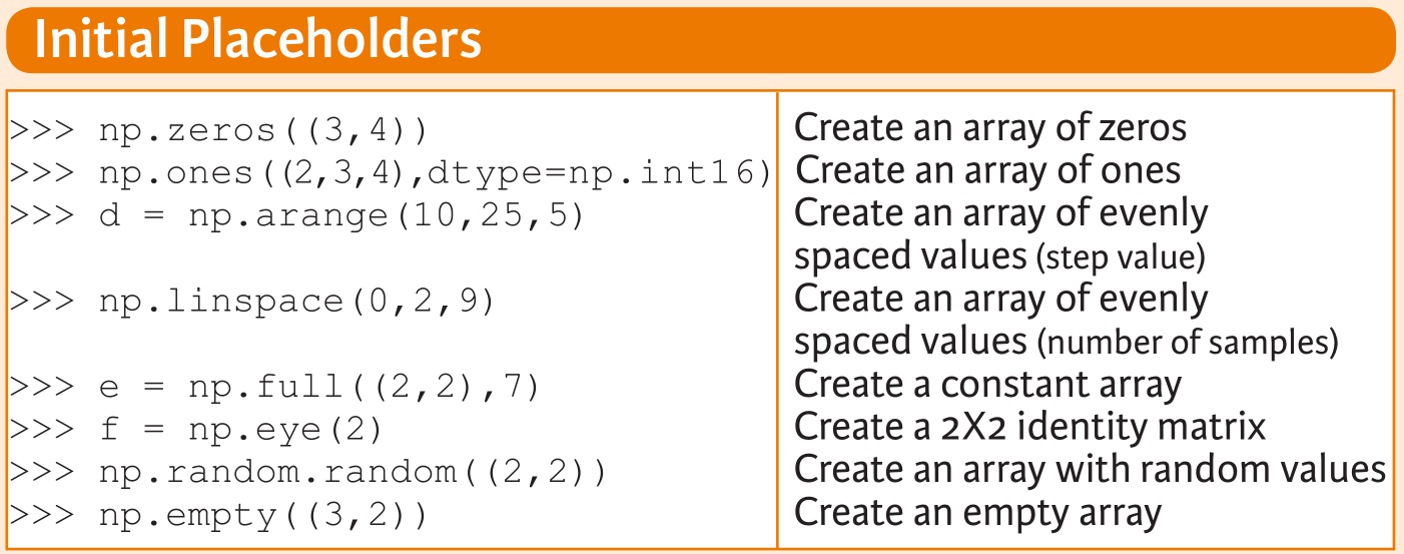 Initial Placeholders
>>> np.zeros((3,4)) Create an array of zeros
>>> np.ones((2,3,4),dtype=np.int16) Create an array of ones
>>> d = np.arange(10,25,5) Create an array of evenly
spaced values (step value)
>>> np.linspace(0,2,9) Create an array of evenly
spaced values (number of samples)
>>> e = np.full((2,2),7) Create a constant array
>>> f = np.eye(2) Create a 2X2 identity matrix
>>> np.random.random((2,2)) Create an array with random values
>>> np.empty((3,2)) Create an empty array